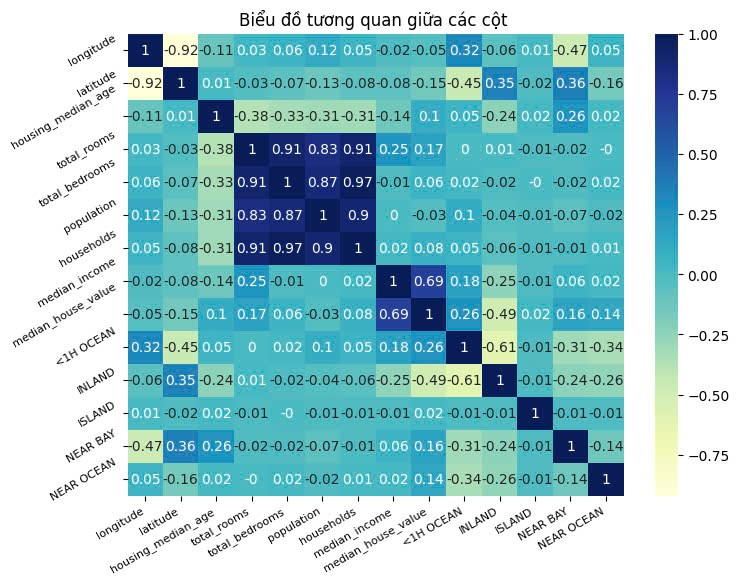 Biểu đồ tương quan giữa các cột
longitude 1 -0.92 -0.11 0.03 0.06 0.12 0.05 -0.02 -0.05 0.32 -0.06 0.01 -0.47 0.05
latitude -0.92 1 0.01 -0.03 -0.07 -0.13 -0.08 -0.08 -0.15 -0.45 0.35 -0.02 0.36 -0.16
housing_median_age -0.11 0.01 1 -0.38 -0.33 -0.31 -0.31 -0.14 0.1 0.05 -0.24 0.02 0.26 0.02
total_rooms 0.03 -0.03 -0.38 1 0.91 0.83 0.91 0.25 0.17 0 0.01 -0.01 -0.02 -0
total_bedrooms 0.06 -0.07 -0.33 0.91 1 0.87 0.97 -0.01 0.06 0.02 -0.02 -0 -0.02 0.02
population 0.12 -0.13 -0.31 0.83 0.87 1 0.9 0 -0.03 0.1 -0.04 -0.01 -0.07 -0.02
households 0.05 -0.08 -0.31 0.91 0.97 0.9 1 0.02 0.08 0.05 -0.06 -0.01 -0.01 0.01
median_income -0.02 -0.08 -0.14 0.25 -0.01 0 0.02 1 0.69 0.18 -0.25 -0.01 0.06 0.02
median_house_value -0.05 -0.15 0.1 0.17 0.06 -0.03 0.08 0.69 1 0.26 -0.49 0.02 0.16 0.14
<1H OCEAN 0.32 -0.45 0.05 0 0.02 0.1 0.05 0.18 0.26 1 -0.61 -0.01 -0.31 -0.34
INLAND -0.06 0.35 -0.24 0.01 -0.02 -0.04 -0.06 -0.25 -0.49 -0.61 1 -0.01 -0.24 -0.26
ISLAND 0.01 -0.02 0.02 -0.01 -0 -0.01 -0.01 -0.01 0.02 -0.01 -0.01 1 -0.01 -0.01
NEAR BAY -0.47 0.36 0.26 -0.02 -0.02 -0.07 -0.01 0.06 0.16 -0.31 -0.24 -0.01 1 -0.14
NEAR OCEAN 0.05 -0.16 0.02 -0 0.02 -0.02 0.01 0.02 0.14 -0.34 -0.26 -0.01 -0.14 1
longitude latitude housing_median_age total_rooms total_bedrooms population households median_income median_house_value <1H OCEAN INLAND ISLAND NEAR BAY NEAR OCEAN
1.00
0.75
0.50
0.25
0.00
-0.25
-0.50
-0.75